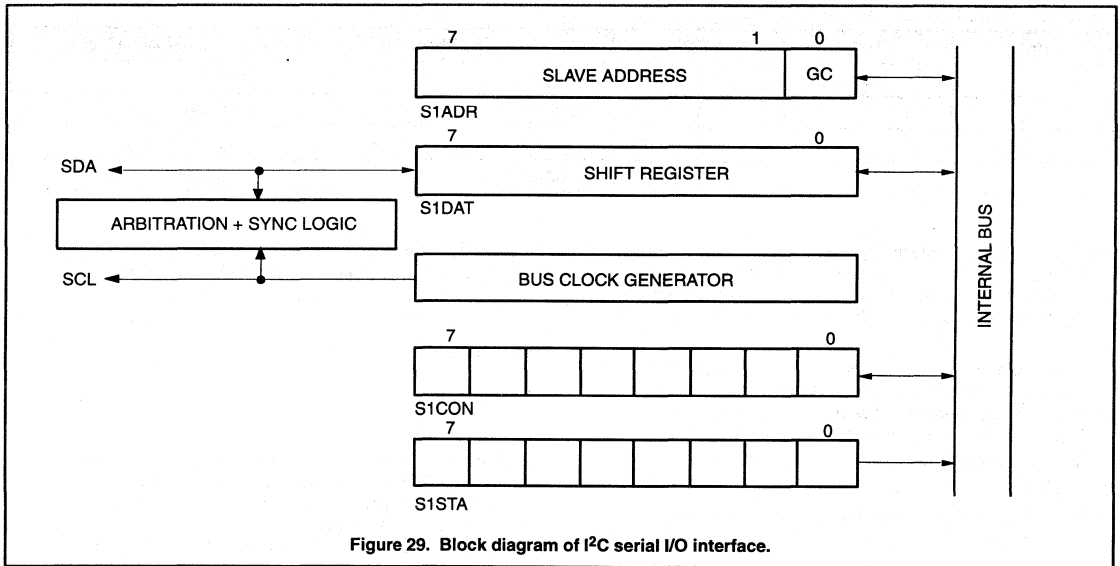 7 1 0
SLAVE ADDRESS GC
S1ADR
7 0
SDA
SHIFT REGISTER
S1DAT
ARBITRATION + SYNC LOGIC
SCL
BUS CLOCK GENERATOR
INTERNAL BUS
7 0
S1CON
7 0
S1STA
Figure 29. Block diagram of I²C serial I/O interface.